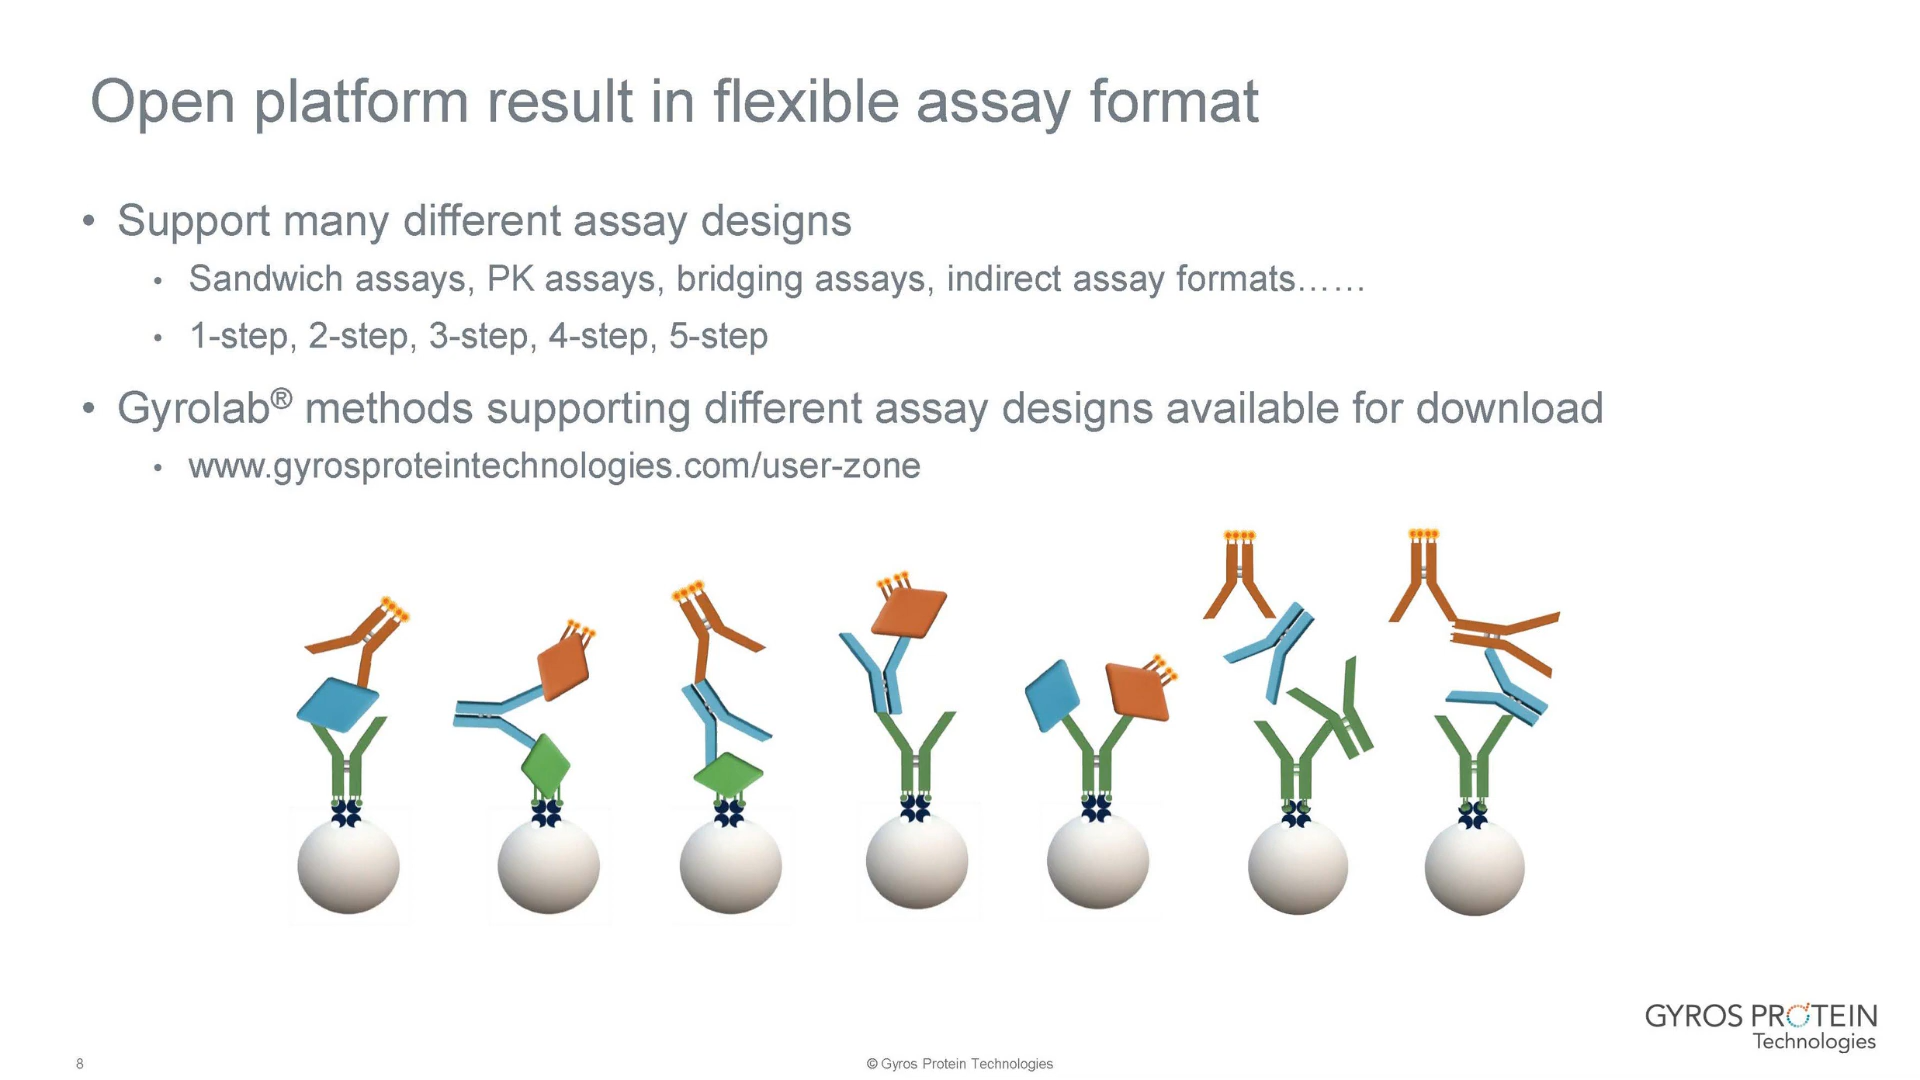 Open platform result in flexible assay format
• Support many different assay designs
• Sandwich assays, PK assays, bridging assays, indirect assay formats……
• 1-step, 2-step, 3-step, 4-step, 5-step
• Gyrolab® methods supporting different assay designs available for download
• www.gyrosproteintechnologies.com/user-zone
GYROS PROTEIN
Technologies
8
© Gyros Protein Technologies